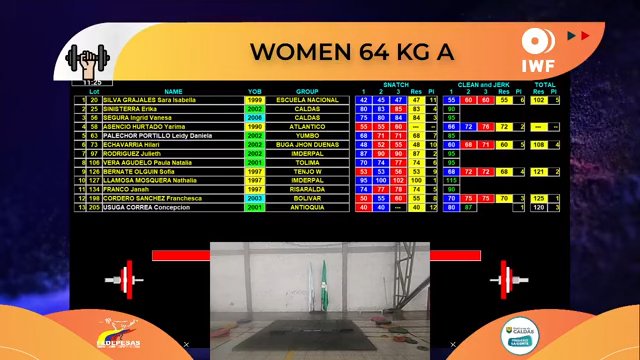 WOMEN 64 KG A
IWF
11:25
SNATCH CLEAN and JERK TOTAL
Lot NAME YOB GROUP 1 2 3 Res Pl 1 2 3 Res Pl Res Pl
1 20 SILVA GRAJALES Sara Isabella 1999 ESCUELA NACIONAL 42 45 47 47 11 55 60 60 55 6 102 5
2 25 SINISTERRA Erika 2002 CALDAS 80 83 85 83 4 90
3 56 SEGURA Ingrid Vanesa 2006 CALDAS 75 80 84 84 3 95
4 58 ASENCIO HURTADO Yarima 1990 ATLANTICO 55 55 60 --- 66 72 76 72 2 --- --
5 63 PALECHOR PORTILLO Leidy Daniela 2002 YUMBO 68 71 71 68 7 85
6 73 ECHAVARRIA Hilari 2002 BUGA JHON DUENAS 48 52 55 48 10 60 68 71 60 5 108 4
7 97 RODRIGUEZ Julieth 2002 IMDERPAL 87 90 90 87 2 95
8 106 VERA AGUDELO Paula Natalia 2001 TOLIMA 70 74 77 74 6 95
9 126 BERNATE OLGUIN Sofia 1997 TENJO W 53 53 56 53 9 68 72 72 68 4 121 2
10 127 LLAMOSA MOSQUERA Nathalia 1997 IMDERPAL 95 100 102 100 1 115
11 134 FRANCO Janah 1997 RISARALDA 74 77 78 74 5 90
12 198 CORDERO SANCHEZ Franchesca 2003 BOLIVAR 50 55 60 55 8 70 75 75 70 3 125 1
13 205 USUGA CORREA Concepcion 2001 ANTIOQUIA 40 40 --- 40 12 80 87 1 120 3
FEDEPESAS
CALDAS